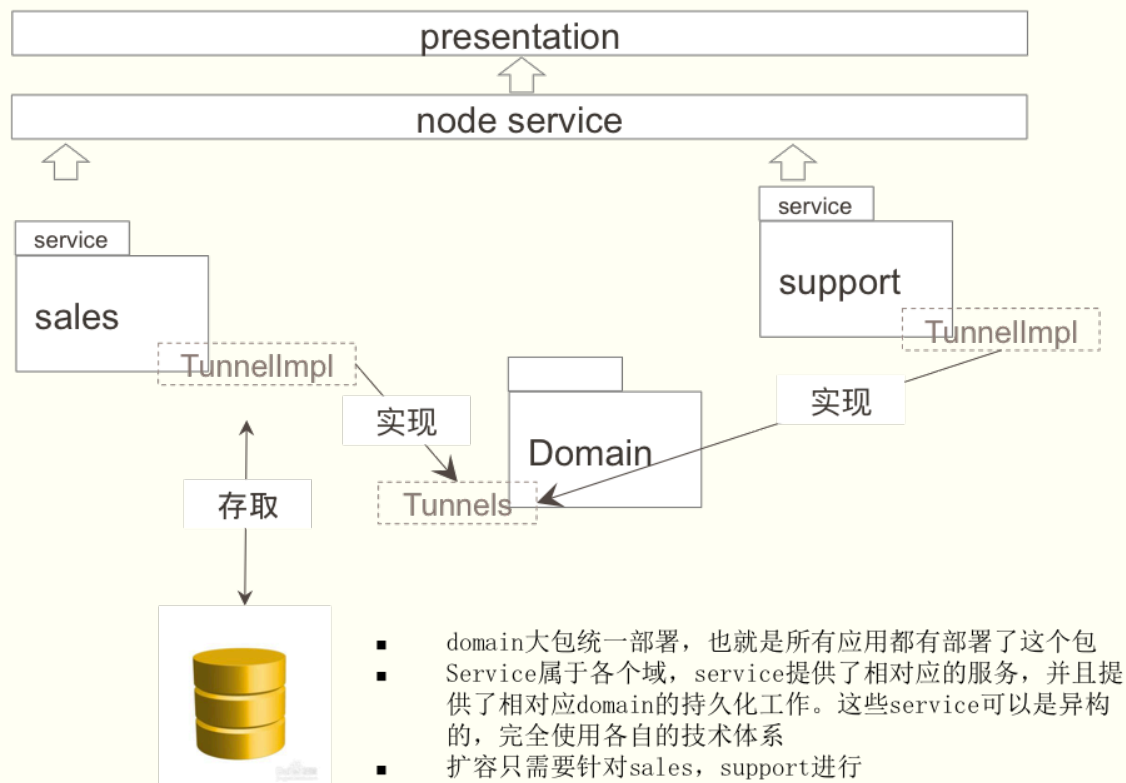 presentation
node service
service
sales
TunnelImpl
service
support
TunnelImpl
实现
实现
Domain
Tunnels
存取
▪ domain大包统一部署，也就是所有应用都有部署了这个包
▪ Service属于各个域，service提供了相对应的服务，并且提
供了相对应domain的持久化工作。这些service可以是异构
的，完全使用各自的技术体系
▪ 扩容只需要针对sales，support进行